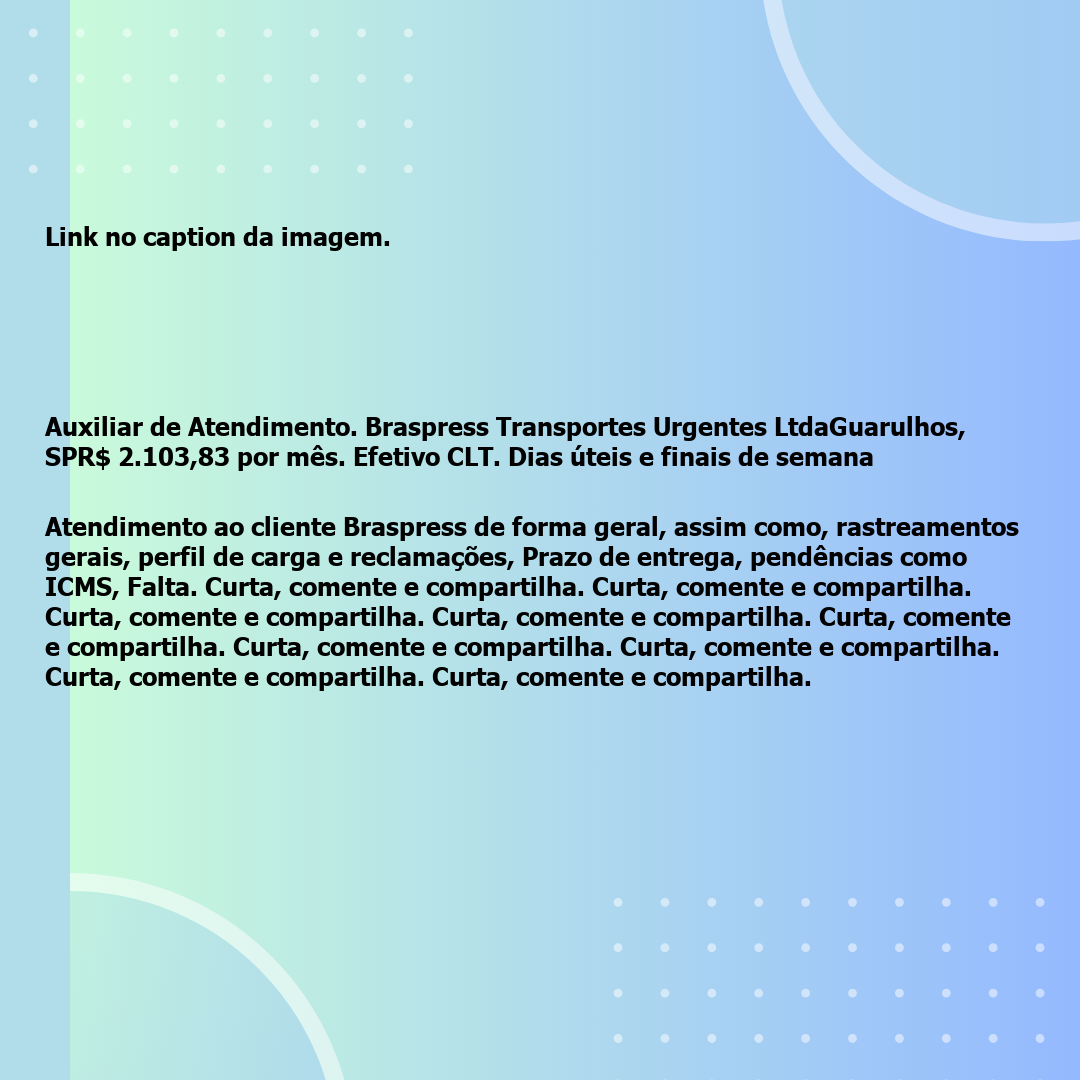 Link no caption da imagem.
Auxiliar de Atendimento. Braspress Transportes Urgentes LtdaGuarulhos,
SPR$ 2.103,83 por mês. Efetivo CLT. Dias úteis e finais de semana
Atendimento ao cliente Braspress de forma geral, assim como, rastreamentos
gerais, perfil de carga e reclamações, Prazo de entrega, pendências como
ICMS, Falta. Curta, comente e compartilha. Curta, comente e compartilha.
Curta, comente e compartilha. Curta, comente e compartilha. Curta, comente
e compartilha. Curta, comente e compartilha. Curta, comente e compartilha.
Curta, comente e compartilha. Curta, comente e compartilha.